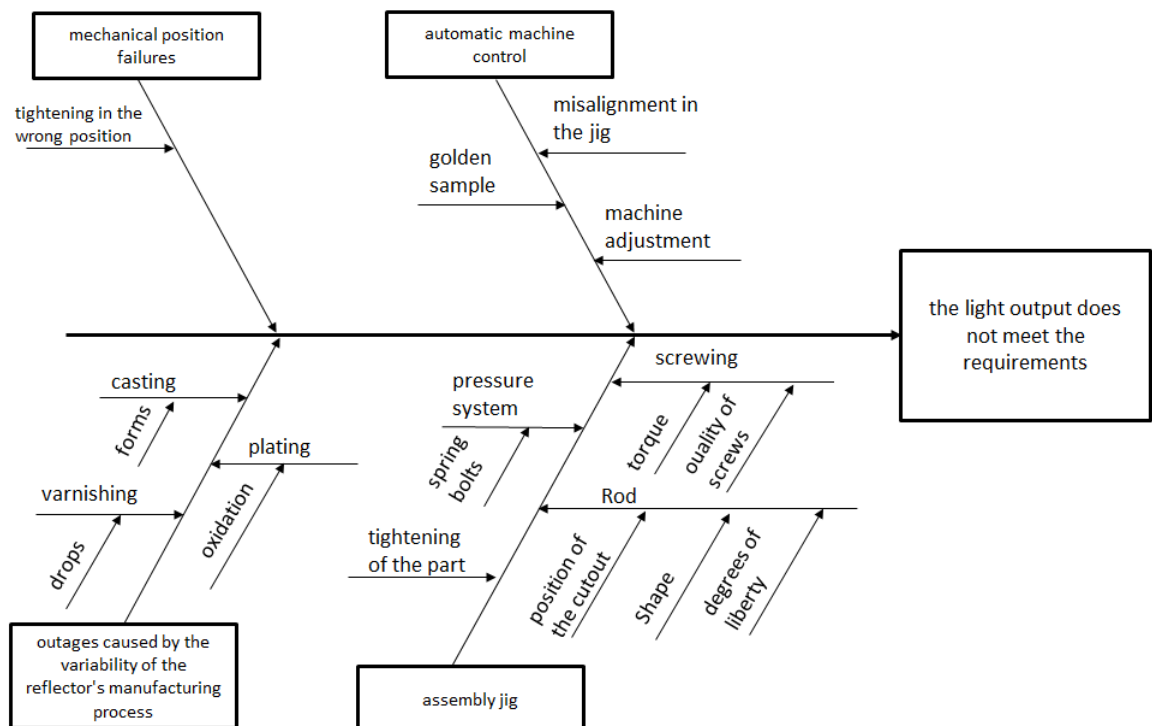 mechanical position
failures
automatic machine
control
tightening in the
wrong position
misalignment in
the jig
golden
sample
machine
adjustment
the light output does
not meet the
requirements
casting
forms
plating
oxidation
varnishing
drops
pressure
system
spring
bolts
screwing
torque
ouality of
screws
Rod
position of
the cutout
Shape
degrees of
liberty
tightening
of the part
outages caused by the
variability of the
reflector's manufacturing
process
assembly jig